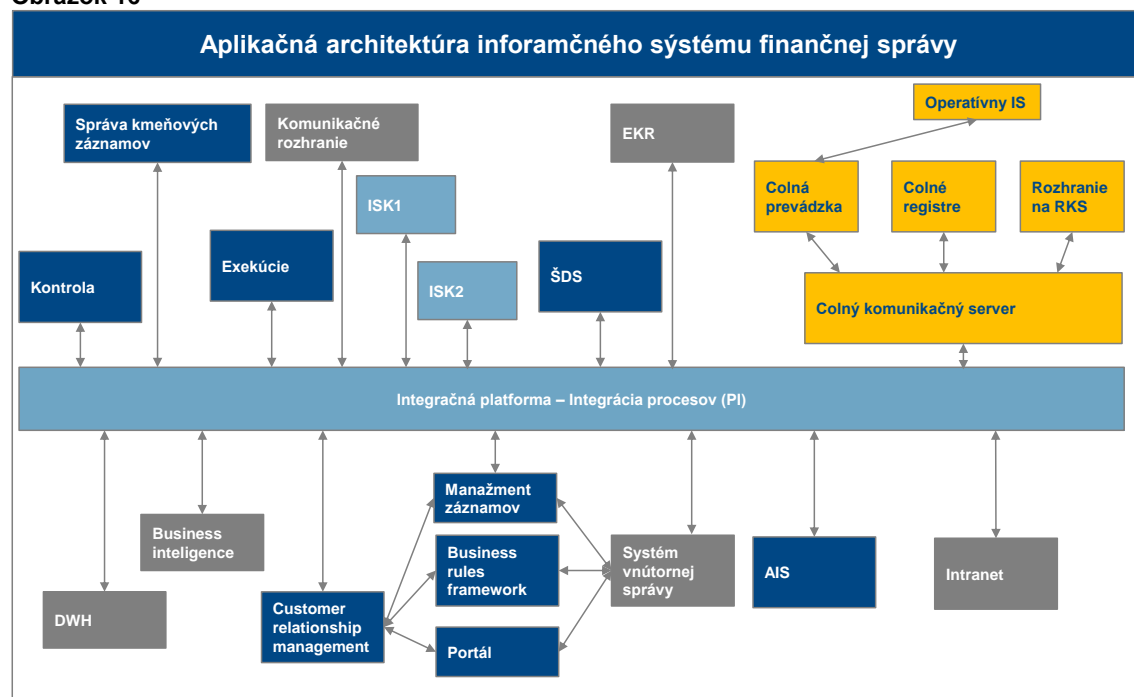 Obrázok 10
Aplikačná architektúra inforamčného sýstému finančnej správy
Operatívny IS
Správa kmeňových
záznamov
Komunikačné
rozhranie
EKR
Colná
prevádzka
Colné
registre
Rozhranie
na RKS
ISK1
Kontrola
Exekúcie
ISK2
ŠDS
Colný komunikačný server
Integračná platforma – Integrácia procesov (PI)
Manažment
záznamov
Business
inteligence
Business
rules
framework
Systém
vnútornej
správy
AIS
Intranet
DWH
Customer
relationship
management
Portál